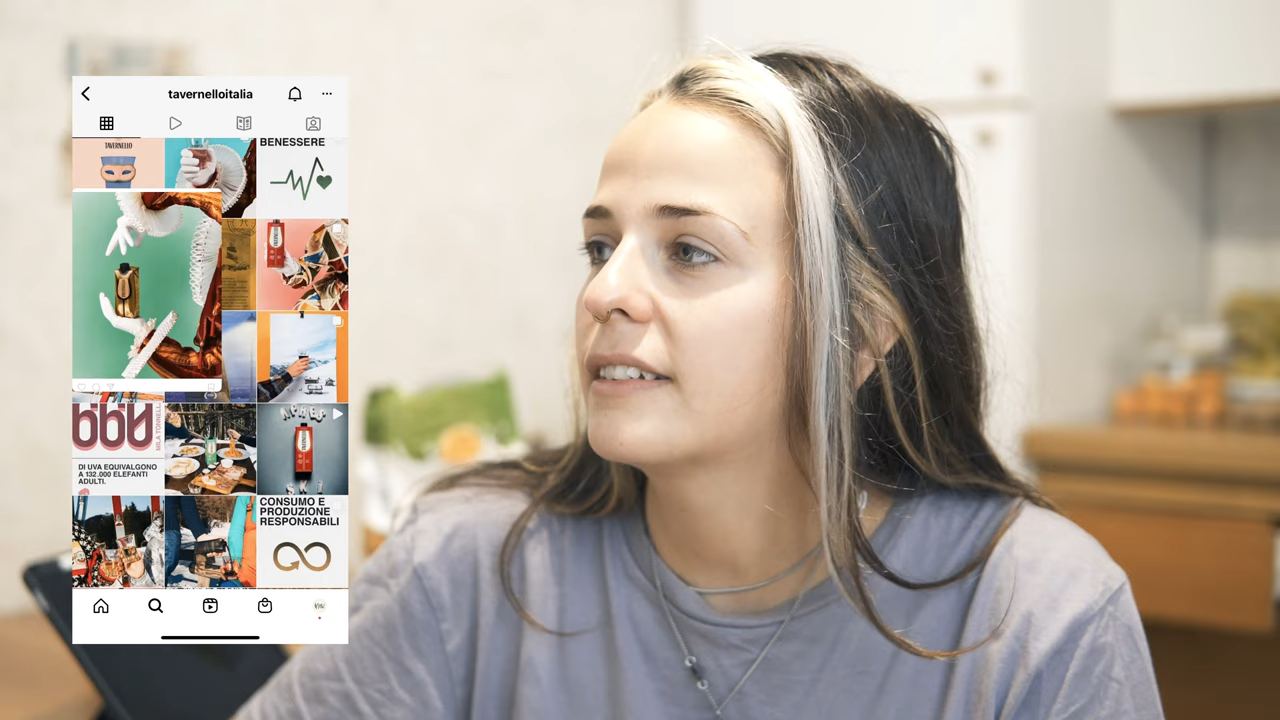 tavernelloitalia
TAVERNELLO
BENESSERE
DI UVA EQUIVALGONO
A 132.000 ELEFANTI
ADULTI.
CONSUMO E
PRODUZIONE
RESPONSABILI